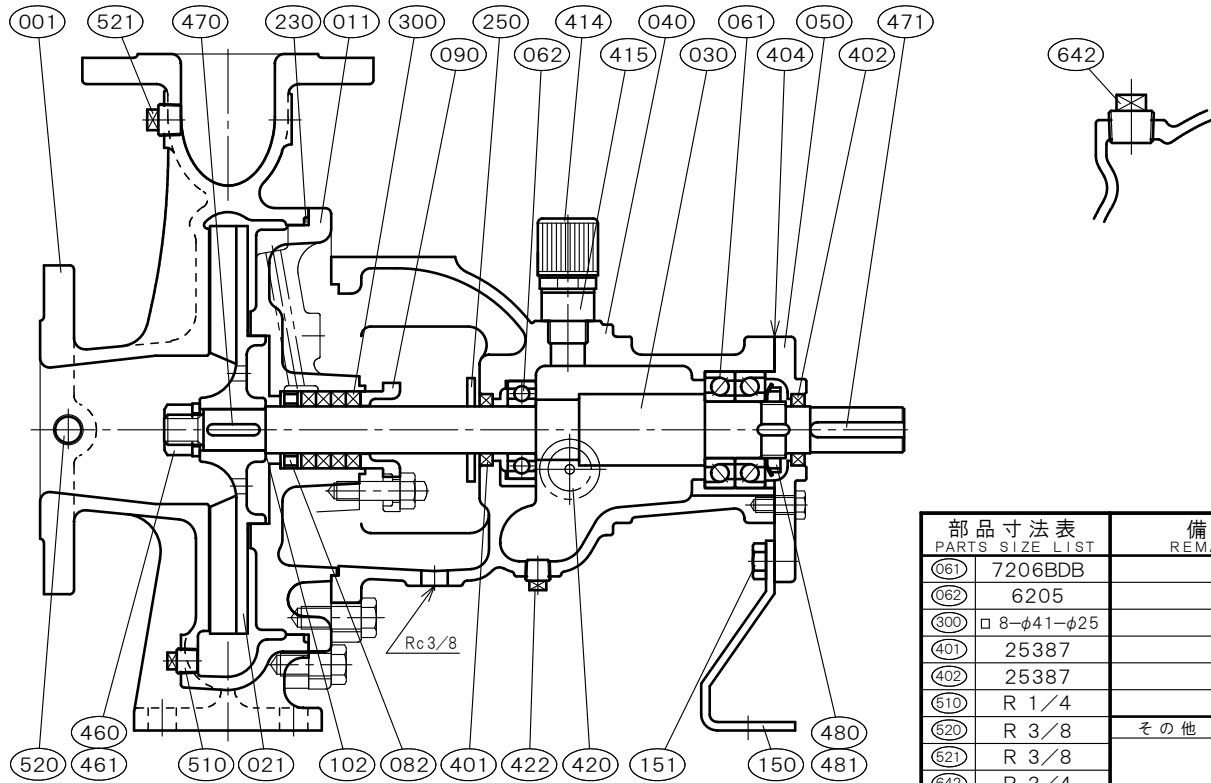 001 521 470 230 011 300 250 414 040 061 050 471
090 062 415 030 404 402
642
Rc3/8
460 480
461 481
520 510 021 102 082 401 422 420 151 150
部品寸法表
PARTS SIZE LIST
備
061 7206BDB
062 6205
300 □ 8-φ41-φ25
401 25387
402 25387
510 R 1/4
520 R 3/8 その他
521 R 3/8
642 R 3/4